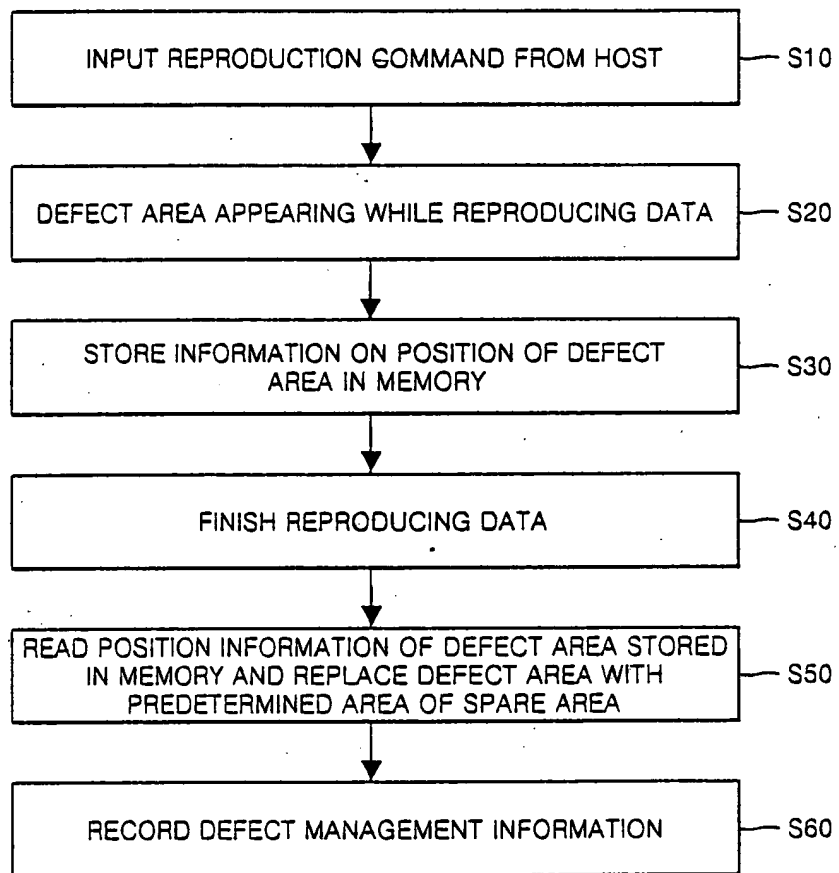 INPUT REPRODUCTION COMMAND FROM HOST
S10
DEFECT AREA APPEARING WHILE REPRODUCING DATA
S20
STORE INFORMATION ON POSITION OF DEFECT
AREA IN MEMORY
S30
FINISH REPRODUCING DATA
S40
READ POSITION INFORMATION OF DEFECT AREA STORED
IN MEMORY AND REPLACE DEFECT AREA WITH
PREDETERMINED AREA OF SPARE AREA
S50
RECORD DEFECT MANAGEMENT INFORMATION
S60